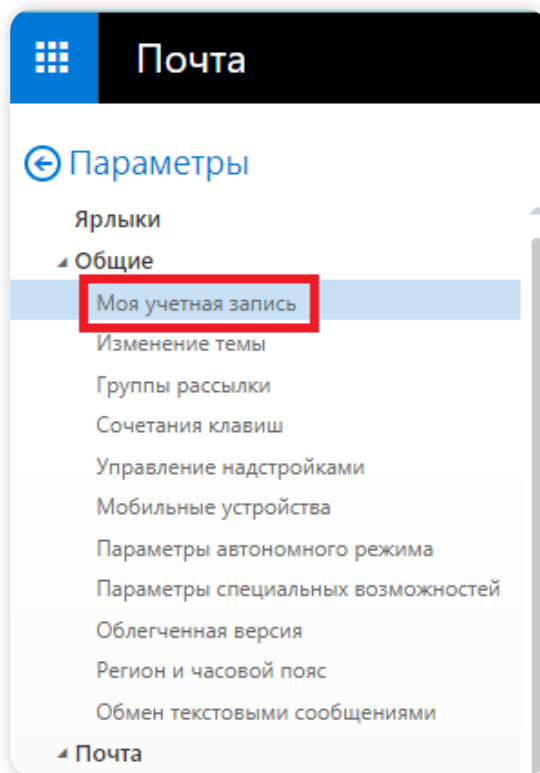 Почта
Параметры
Ярлыки
Общие
Моя учетная запись
Изменение темы
Группы рассылки
Сочетания клавиш
Управление надстройками
Мобильные устройства
Параметры автономного режима
Параметры специальных возможностей
Облегченная версия
Регион и часовой пояс
Обмен текстовыми сообщениями
Почта